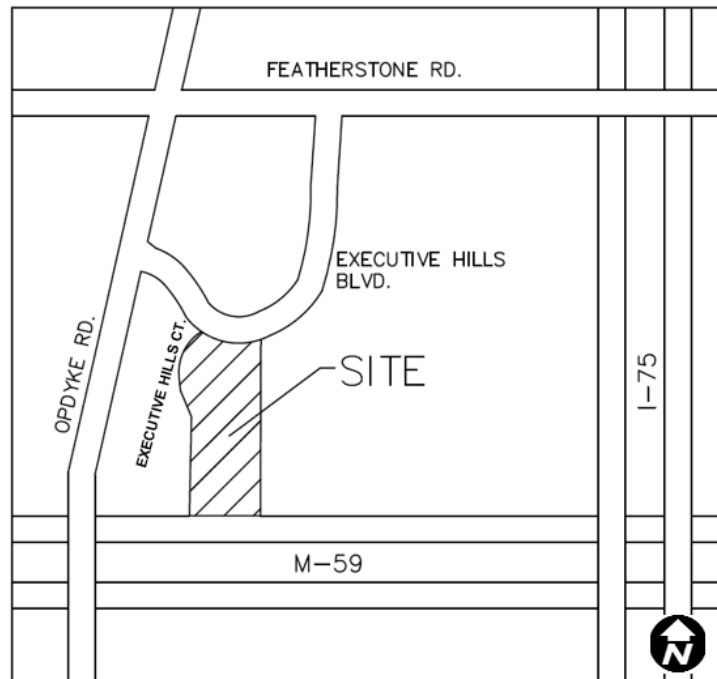 FEATHERSTONE RD.
EXECUTIVE HILLS
BLVD.
OPDYKE RD.
EXECUTIVE HILLS CT.
SITE
I-75
M-59
N